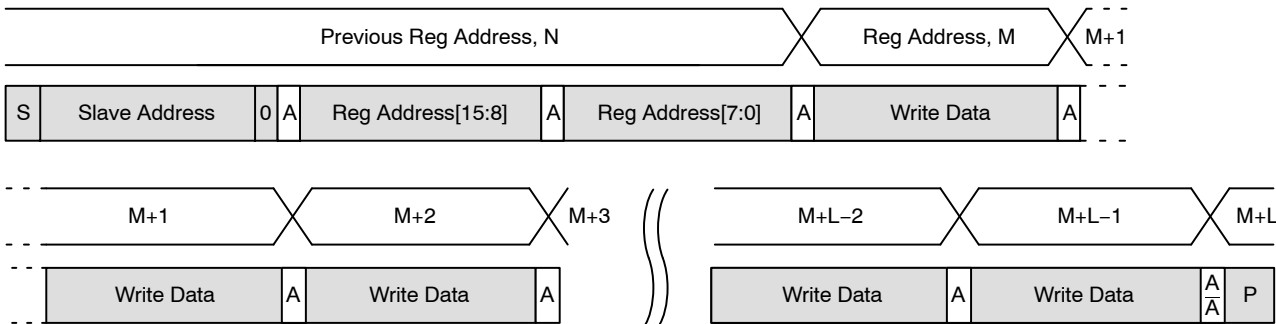 Previous Reg Address, N Reg Address, M M+1
S Slave Address 0 A Reg Address[15:8] A Reg Address[7:0] A Write Data A
M+1 M+2 M+3 M+L−2 M+L−1 M+L
Write Data A Write Data A Write Data A Write Data A/A̅ P